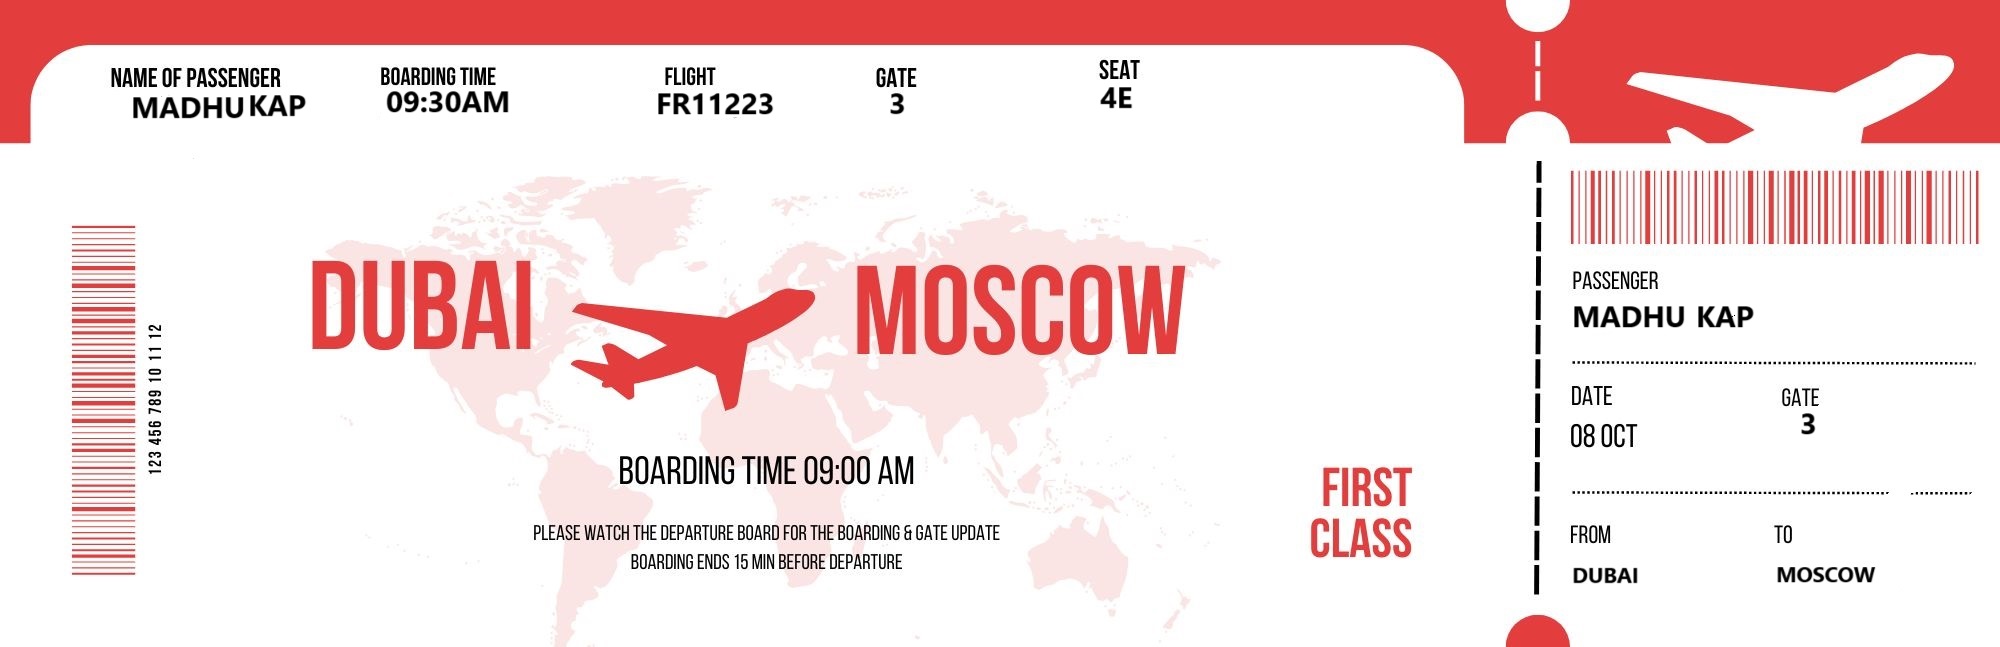 NAME OF PASSENGER
MADHU KAP
BOARDING TIME
09:30AM
FLIGHT
FR11223
GATE
3
SEAT
4E
123 456 789 10 11 12
DUBAI
MOSCOW
BOARDING TIME 09:00 AM
PLEASE WATCH THE DEPARTURE BOARD FOR THE BOARDING & GATE UPDATE
BOARDING ENDS 15 MIN BEFORE DEPARTURE
FIRST
CLASS
PASSENGER
MADHU KAP
DATE
08 OCT
GATE
3
FROM
DUBAI
TO
MOSCOW